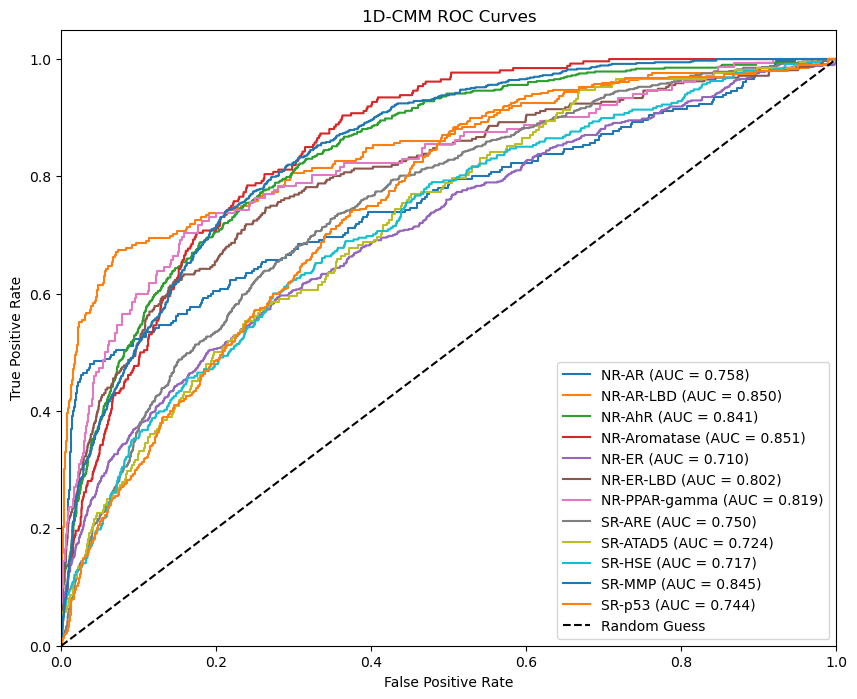 1D-CMM ROC Curves
True Positive Rate
1.0
0.8
0.6
0.4
0.2
0.0
NR-AR (AUC = 0.758)
NR-AR-LBD (AUC = 0.850)
NR-AhR (AUC = 0.841)
NR-Aromatase (AUC = 0.851)
NR-ER (AUC = 0.710)
NR-ER-LBD (AUC = 0.802)
NR-PPAR-gamma (AUC = 0.819)
SR-ARE (AUC = 0.750)
SR-ATAD5 (AUC = 0.724)
SR-HSE (AUC = 0.717)
SR-MMP (AUC = 0.845)
SR-p53 (AUC = 0.744)
Random Guess
0.0 0.2 0.4 0.6 0.8 1.0
False Positive Rate